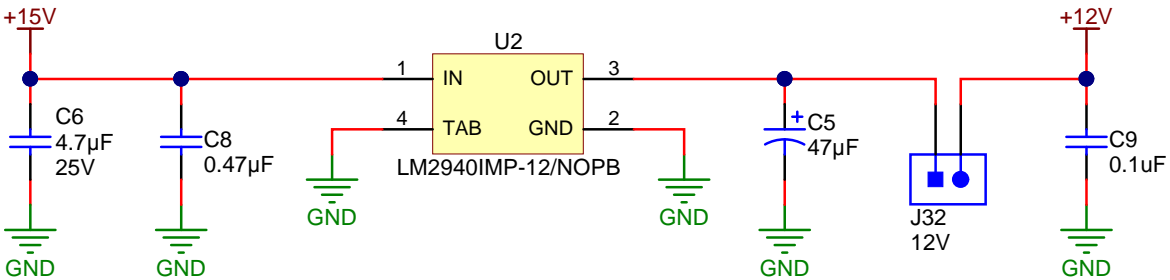 +15V
+12V
U2
1
IN
OUT
3
4
TAB
GND
2
C6
4.7µF
25V
C8
0.47µF
LM2940IMP-12/NOPB
+
C5
47µF
C9
0.1uF
J32
12V
GND
GND
GND
GND
GND
GND